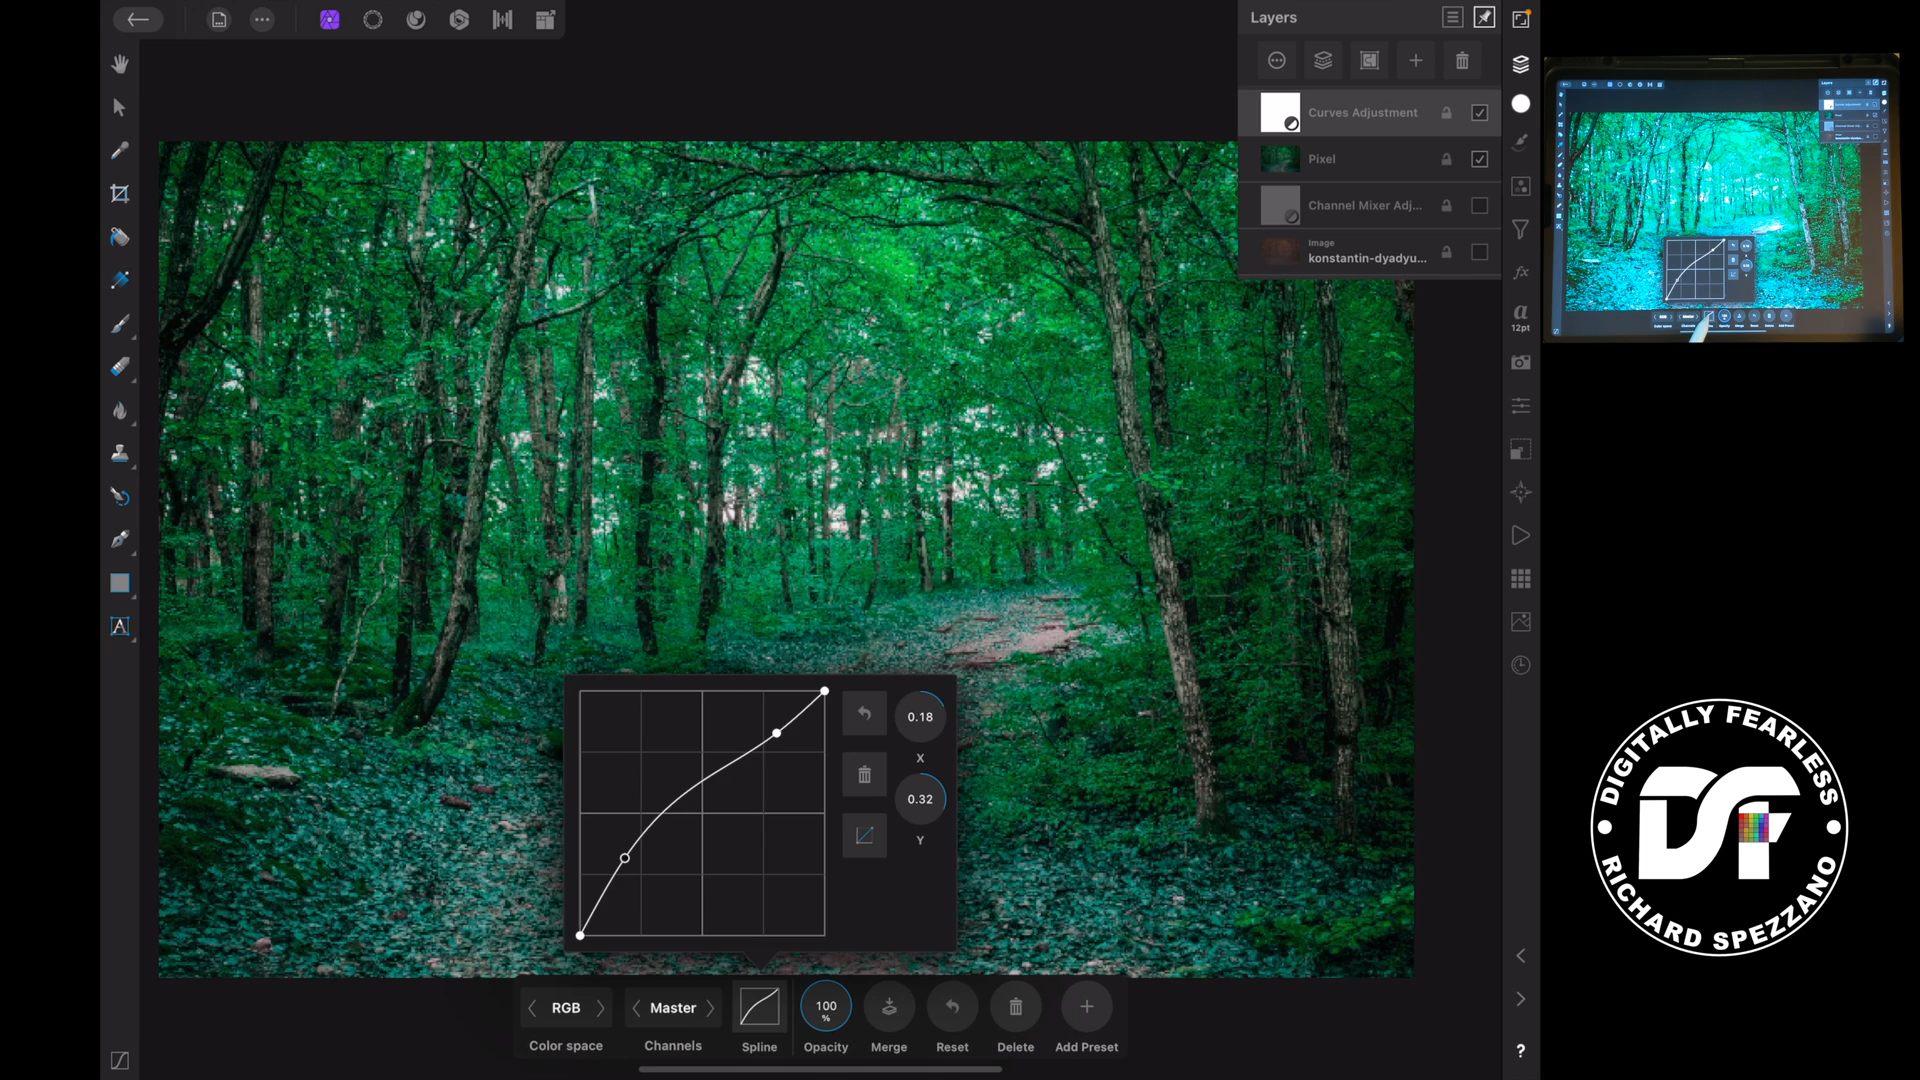 Layers
Curves Adjustment
Pixel
Channel Mixer Adj...
Image
konstantin-dyadyu...
fx
a
12pt
A
0.18
X
0.32
Y
RGB
Color space
Master
Channels
Spline
100
%
Opacity
Merge
Reset
Delete
Add Preset
?
DIGITALLY FEARLESS
DF
RICHARD SPEZZANO